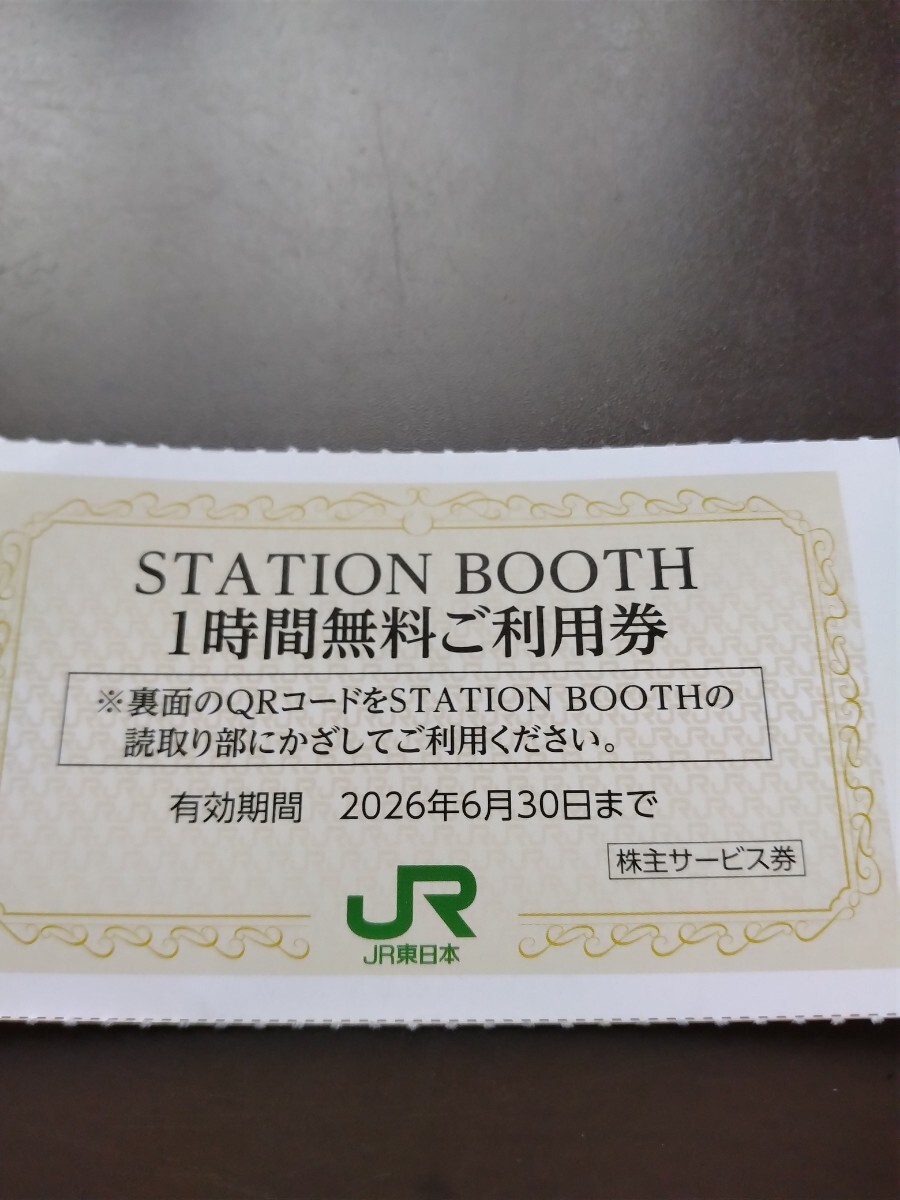 STATION BOOTH
1時間無料ご利用券
※裏面のQRコードをSTATION BOOTHの
読取り部にかざしてご利用ください。
有効期間 2026年6月30日まで
株主サービス券
JR
JR東日本